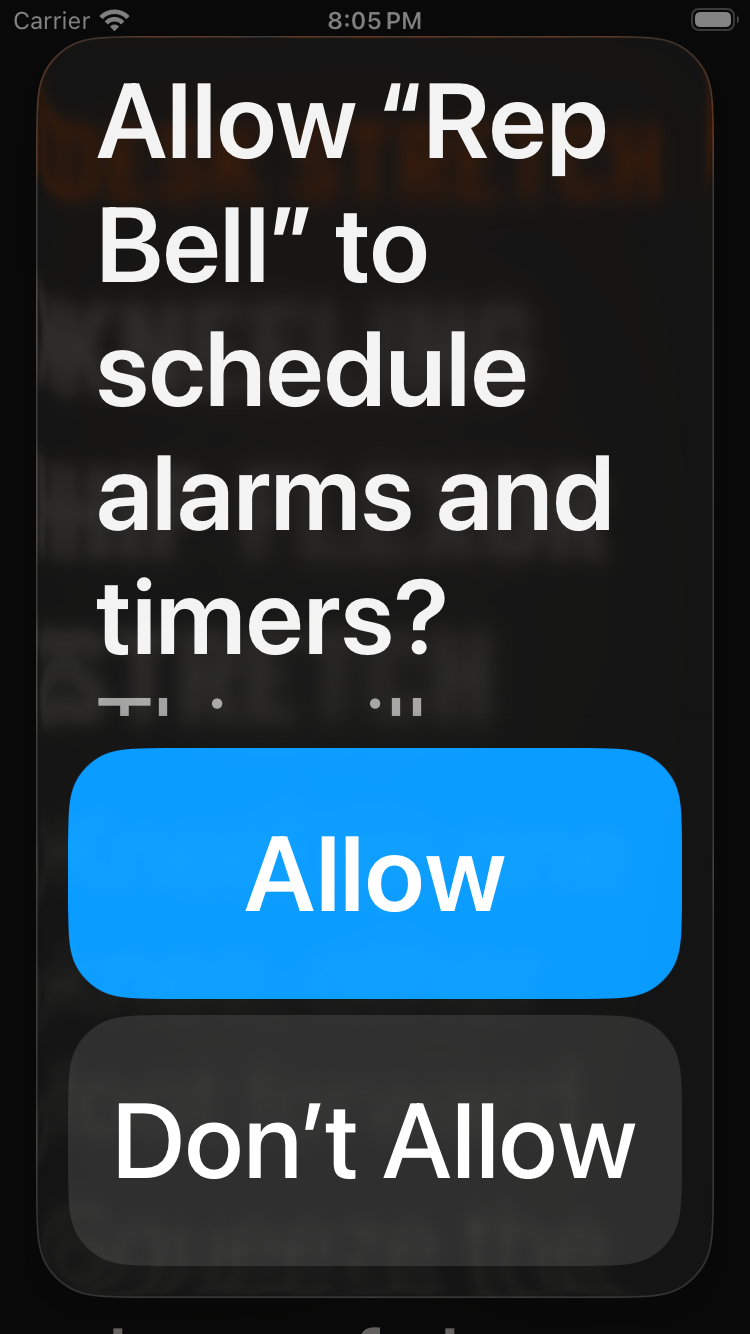 Carrier 8:05 PM
Allow “Rep
Bell” to
schedule
alarms and
timers?
Allow
Don’t Allow